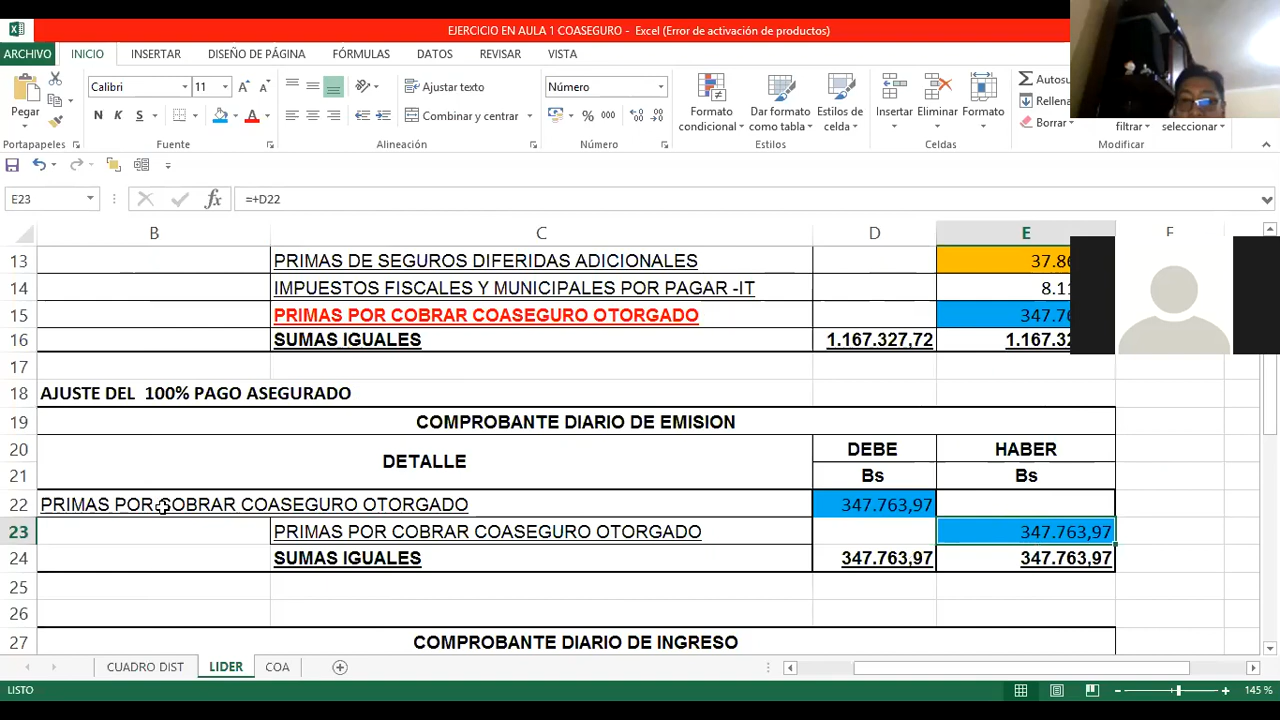 EJERCICIO EN AULA 1 COASEGURO - Excel (Error de activación de productos)
ARCHIVO INICIO INSERTAR DISEÑO DE PÁGINA FÓRMULAS DATOS REVISAR VISTA
Pegar
Calibri 11
N K S
Ajustar texto
Combinar y centrar
Número
% 000
Formato condicional
Dar formato como tabla
Estilos de celda
Insertar
Eliminar
Formato
Borrar
filtrar
seleccionar
Portapapeles Fuente Alineación Número Estilos Celdas Modificar
E23 fx =+D22
B C D E F
13 PRIMAS DE SEGUROS DIFERIDAS ADICIONALES
14 IMPUESTOS FISCALES Y MUNICIPALES POR PAGAR -IT
15 PRIMAS POR COBRAR COASEGURO OTORGADO
16 SUMAS IGUALES 1.167.327,72
17
18 AJUSTE DEL 100% PAGO ASEGURADO
19 COMPROBANTE DIARIO DE EMISION
20 DETALLE DEBE HABER
21 Bs Bs
22 PRIMAS POR COBRAR COASEGURO OTORGADO 347.763,97
23 PRIMAS POR COBRAR COASEGURO OTORGADO 347.763,97
24 SUMAS IGUALES 347.763,97 347.763,97
25
26
27 COMPROBANTE DIARIO DE INGRESO
CUADRO DIST LIDER COA
LISTO 145 %